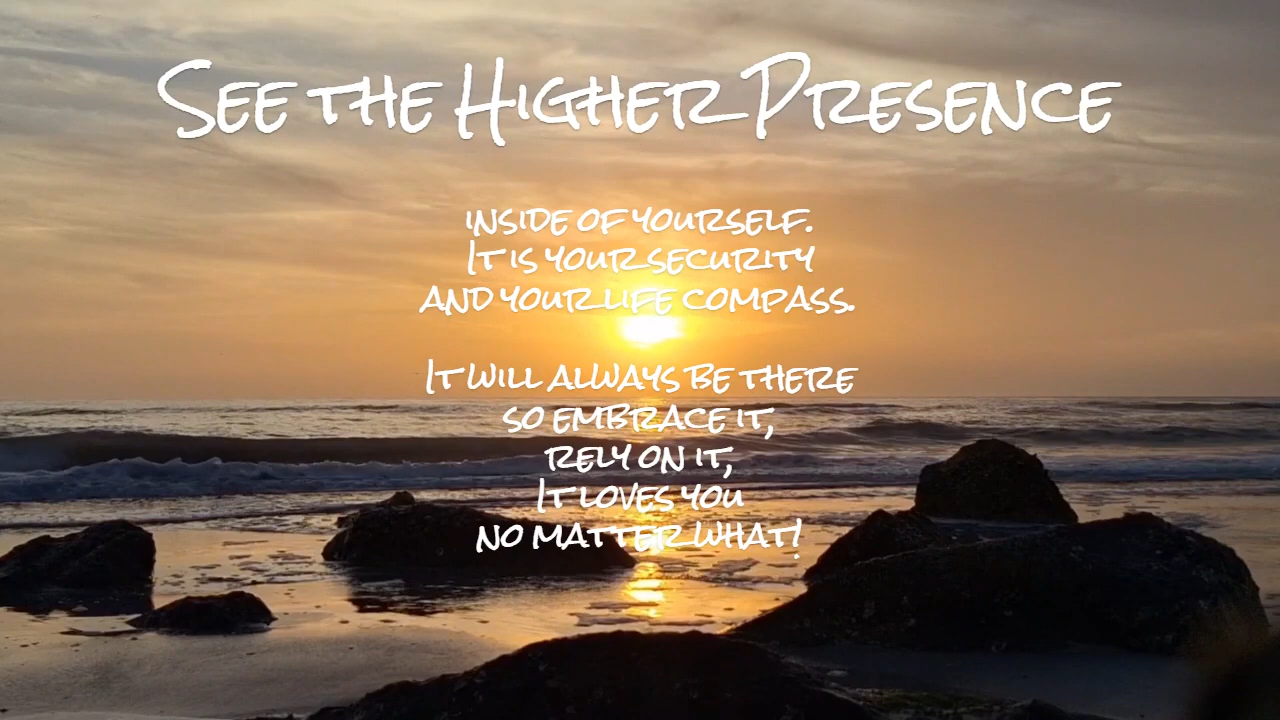 See the Higher Presence
inside of yourself.
It is your security
and your life compass.
It will always be there
so embrace it,
rely on it,
It loves you
no matter what!